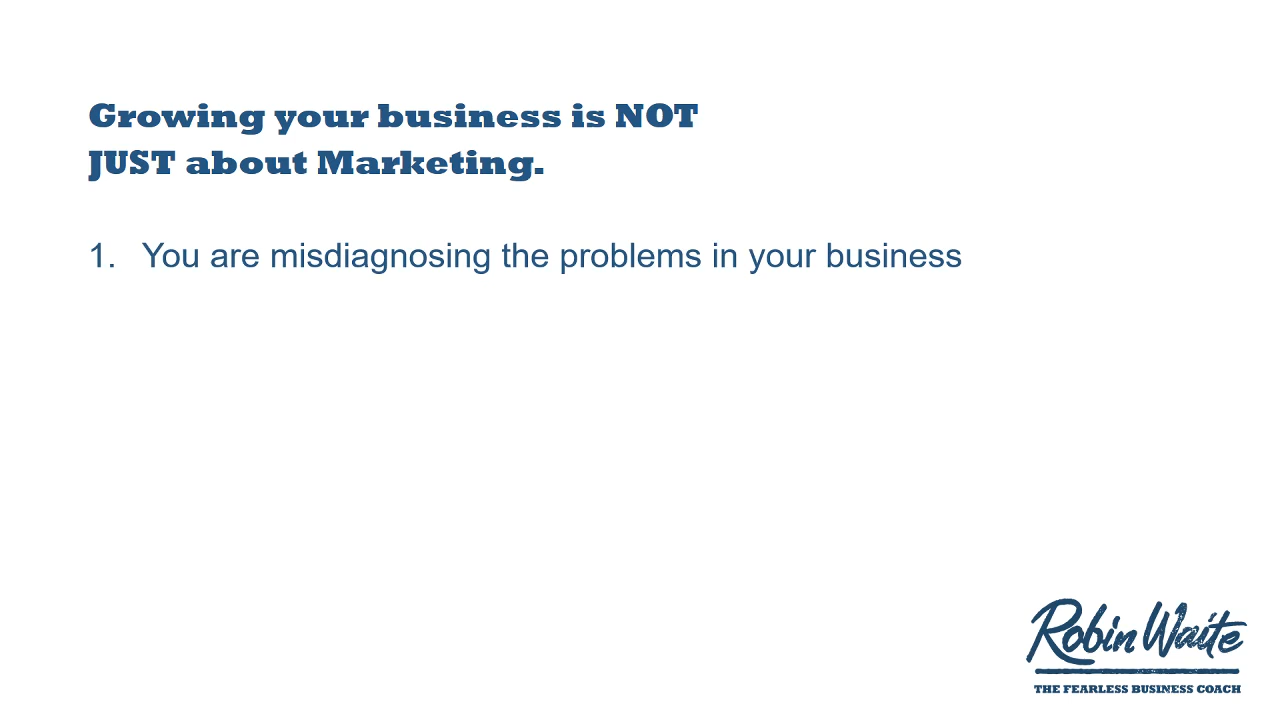 Growing your business is NOT
JUST about Marketing.
1. You are misdiagnosing the problems in your business
Robin Waite
THE FEARLESS BUSINESS COACH